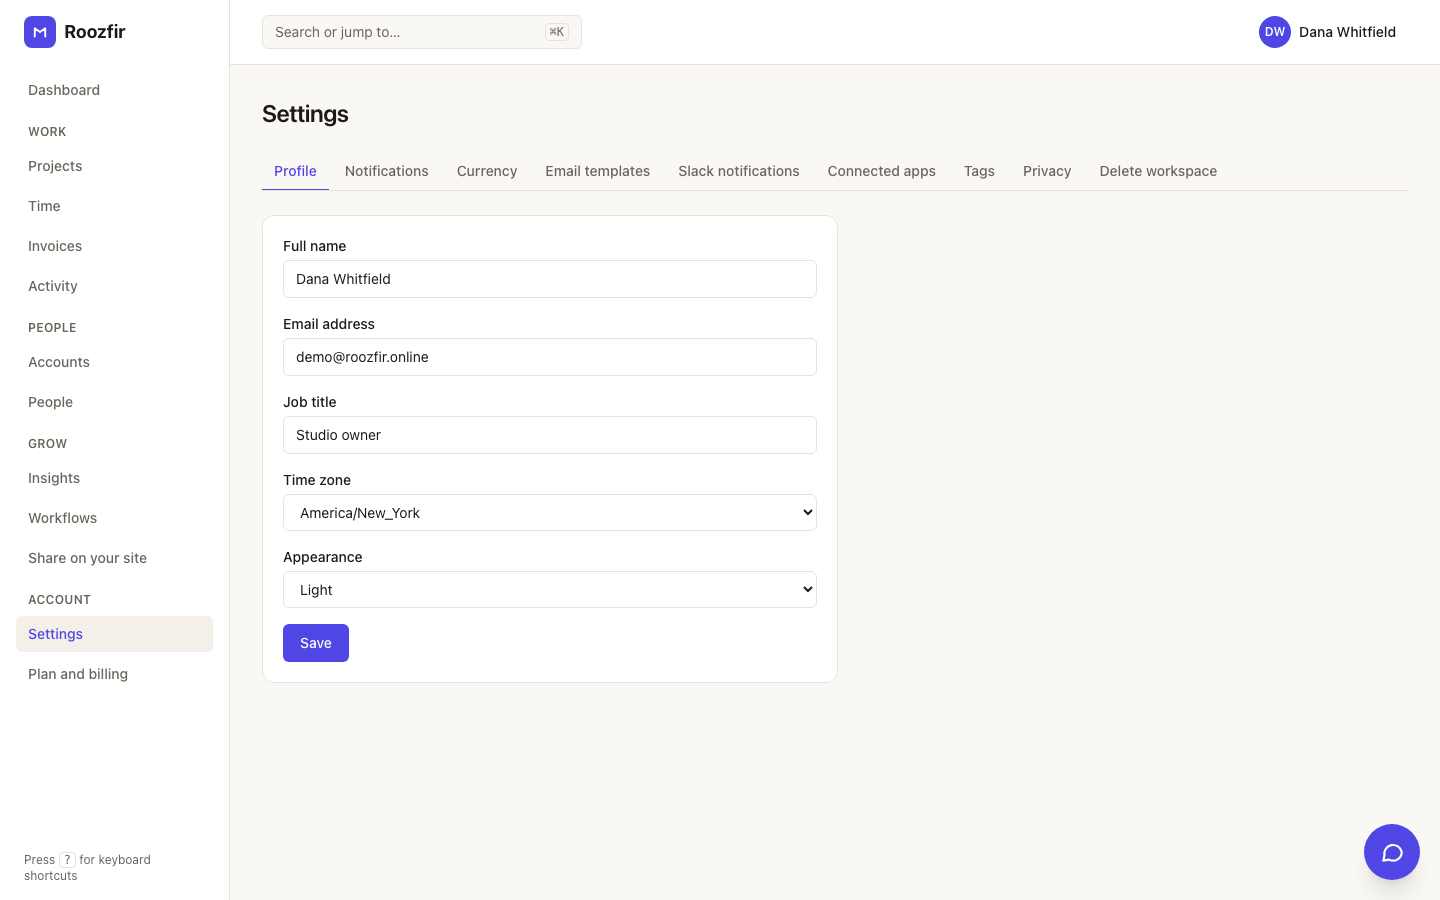 Roozfir
Search or jump to...
⌘K
DW
Dana Whitfield
Dashboard
WORK
Projects
Time
Invoices
Activity
PEOPLE
Accounts
People
GROW
Insights
Workflows
Share on your site
ACCOUNT
Settings
Plan and billing
Press ? for keyboard
shortcuts
Settings
Profile Notifications Currency Email templates Slack notifications Connected apps Tags Privacy Delete workspace
Full name
Dana Whitfield
Email address
demo@roozfir.online
Job title
Studio owner
Time zone
America/New_York
Appearance
Light
Save